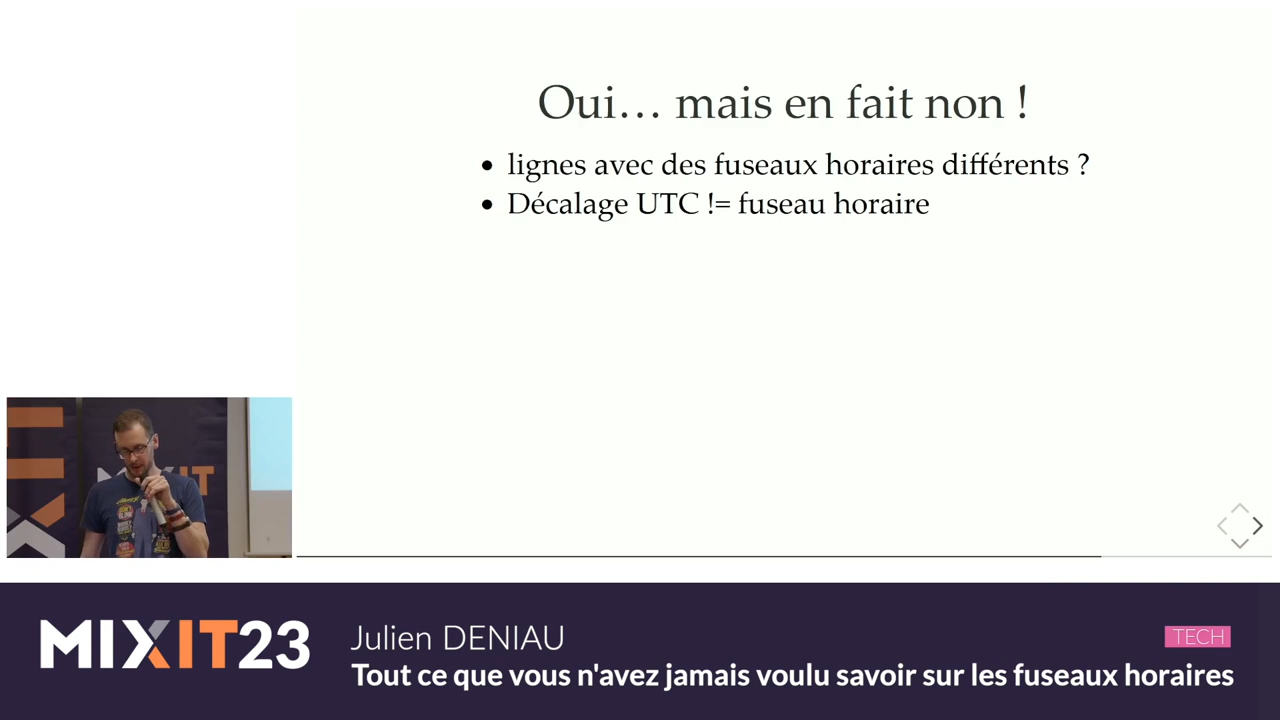 Oui… mais en fait non !
• lignes avec des fuseaux horaires différents ?
• Décalage UTC != fuseau horaire
MIXIT
MIXIT23
Julien DENIAU
TECH
Tout ce que vous n'avez jamais voulu savoir sur les fuseaux horaires